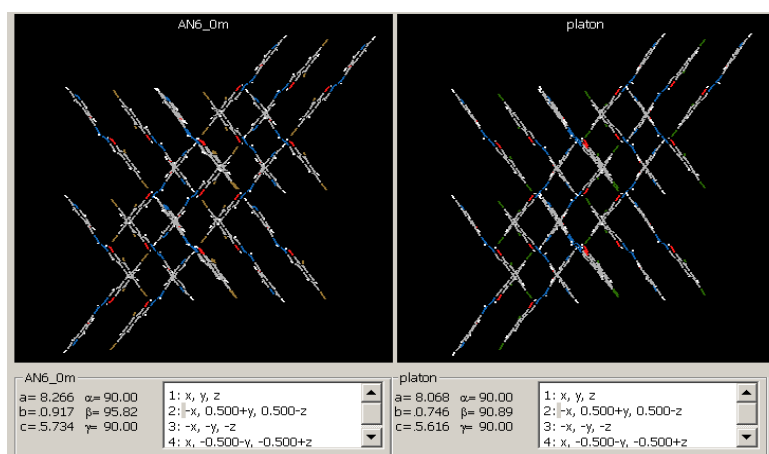 AN6_0m
platon
AN6_0m
a= 8.266 α= 90.00
b= 0.917 β= 95.82
c= 5.734 γ= 90.00
1: x, y, z
2: -x, 0.500+y, 0.500-z
3: -x, -y, -z
4: x, -0.500-y, -0.500+z
platon
a= 8.068 α= 90.00
b= 0.746 β= 90.89
c= 5.616 γ= 90.00
1: x, y, z
2: -x, 0.500+y, 0.500-z
3: -x, -y, -z
4: x, -0.500-y, -0.500+z